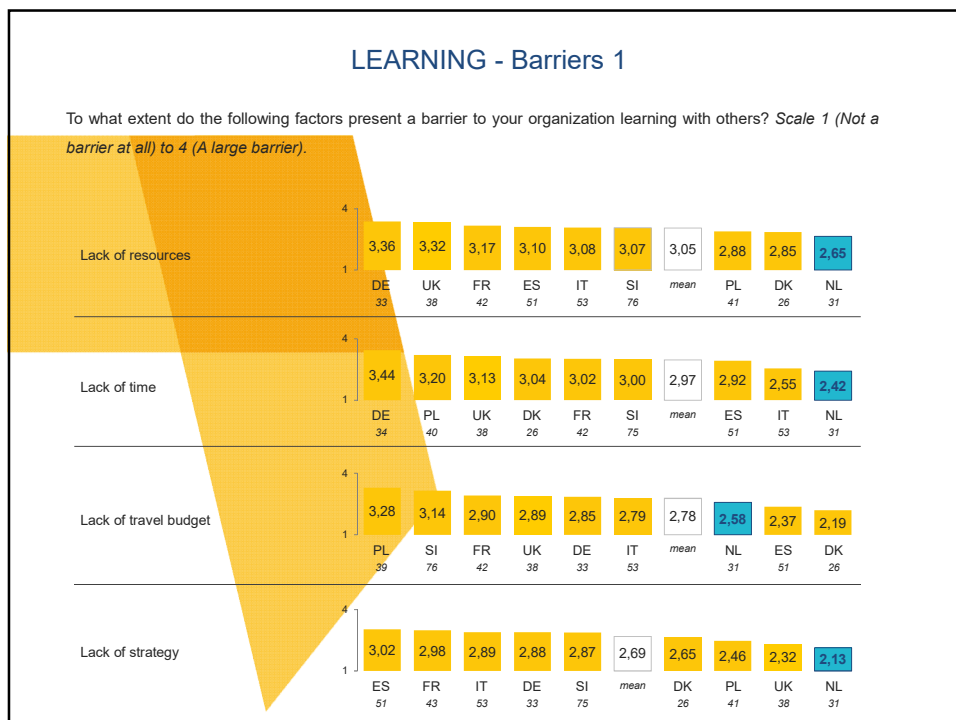 LEARNING - Barriers 1
To what extent do the following factors present a barrier to your organization learning with others? Scale 1 (Not a
barrier at all) to 4 (A large barrier).
4
Lack of resources
3,36 3,32 3,17 3,10 3,08 3,07 3,05 2,88 2,85 2,65
1
DE UK FR ES IT SI mean PL DK NL
33 38 42 51 53 76 41 26 31
4
Lack of time
3,44 3,20 3,13 3,04 3,02 3,00 2,97 2,92 2,55 2,42
1
DE PL UK DK FR SI mean ES IT NL
34 40 38 26 42 75 51 53 31
4
Lack of travel budget
3,28 3,14 2,90 2,89 2,85 2,79 2,78 2,58 2,37 2,19
1
PL SI FR UK DE IT mean NL ES DK
39 76 42 38 33 53 31 51 26
4
Lack of strategy
3,02 2,98 2,89 2,88 2,87 2,69 2,65 2,46 2,32 2,13
1
ES FR IT DE SI mean DK PL UK NL
51 43 53 33 75 26 41 38 31